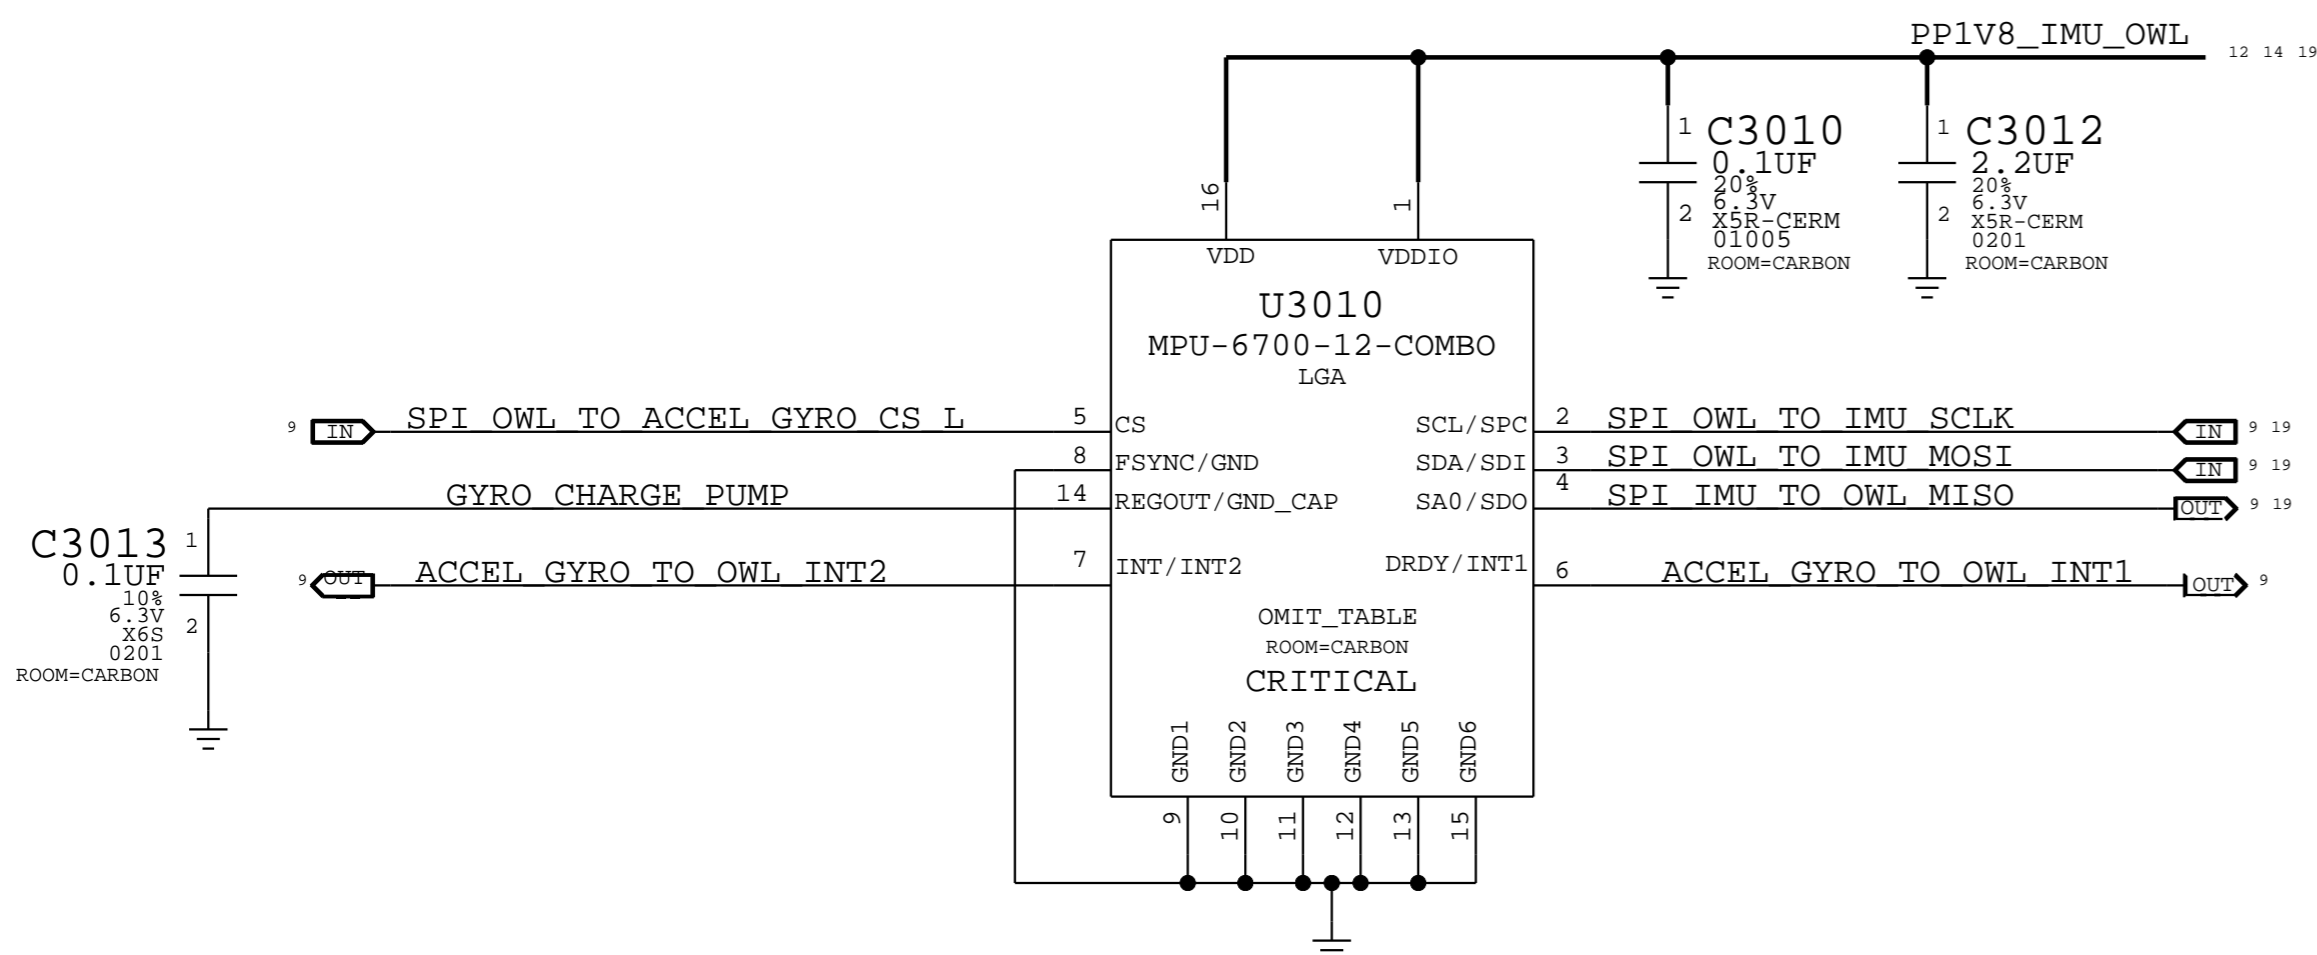 PP1V8_IMU_OWL 12 14 19
1 C3010
0.1UF
20%
6.3V
2 X5R-CERM
01005
ROOM=CARBON
1 C3012
2.2UF
20%
6.3V
2 X5R-CERM
0201
ROOM=CARBON
16 1
VDD VDDIO
U3010
MPU-6700-12-COMBO
LGA
9 IN SPI_OWL_TO_ACCEL_GYRO_CS_L 5 CS
8 FSYNC/GND
GYRO_CHARGE_PUMP 14 REGOUT/GND_CAP
9 OUT ACCEL_GYRO_TO_OWL_INT2 7 INT/INT2
SCL/SPC 2 SPI_OWL_TO_IMU_SCLK IN 9 19
SDA/SDI 3 SPI_OWL_TO_IMU_MOSI IN 9 19
SA0/SDO 4 SPI_IMU_TO_OWL_MISO OUT 9 19
DRDY/INT1 6 ACCEL_GYRO_TO_OWL_INT1 OUT 9
C3013 1
0.1UF
10%
6.3V
X6S 2
0201
ROOM=CARBON
OMIT_TABLE
ROOM=CARBON
CRITICAL
GND1 GND2 GND3 GND4 GND5 GND6
9 10 11 12 13 15